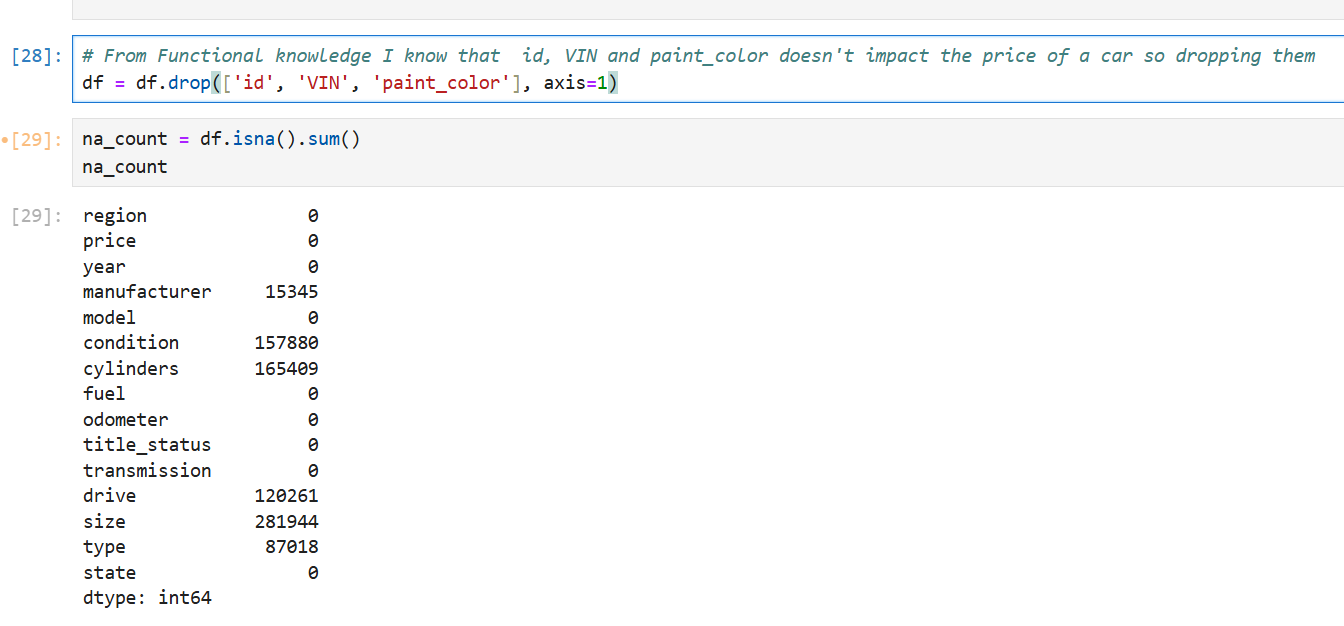 [28]: # From Functional knowledge I know that  id, VIN and paint_color doesn't impact the price of a car so dropping them
df = df.drop(['id', 'VIN', 'paint_color'], axis=1)
•[29]: na_count = df.isna().sum()
na_count
[29]: region 0
price 0
year 0
manufacturer 15345
model 0
condition 157880
cylinders 165409
fuel 0
odometer 0
title_status 0
transmission 0
drive 120261
size 281944
type 87018
state 0
dtype: int64